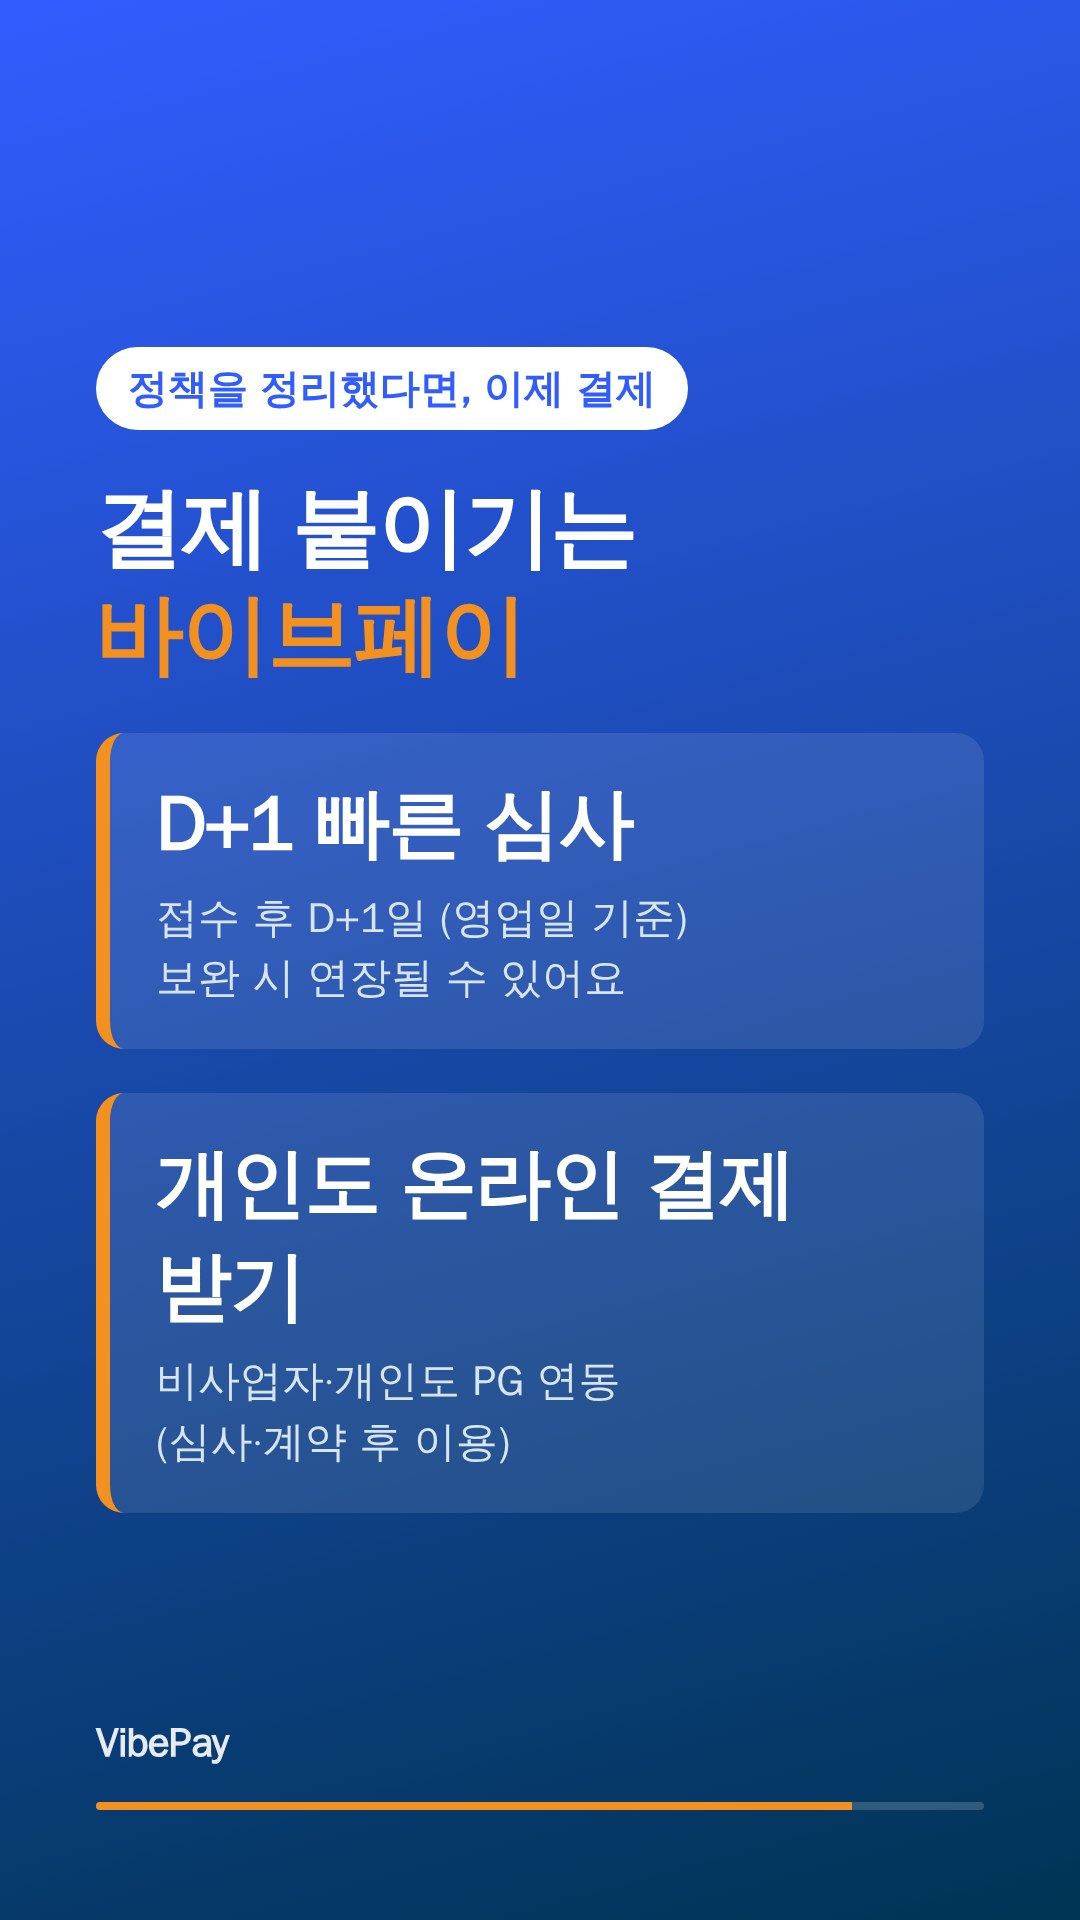 정책을 정리했다면, 이제 결제
결제 붙이기는
바이브페이
D+1 빠른 심사
접수 후 D+1일 (영업일 기준)
보완 시 연장될 수 있어요
개인도 온라인 결제
받기
비사업자·개인도 PG 연동
(심사·계약 후 이용)
VibePay